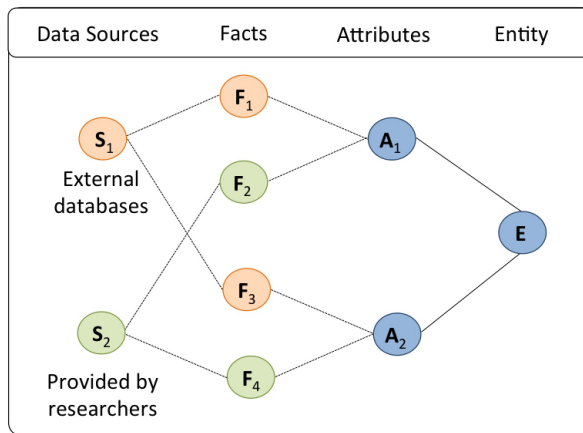 Data Sources Facts Attributes Entity
F1
S1
A1
External
databases
F2
E
F3
S2
A2
Provided by
researchers
F4